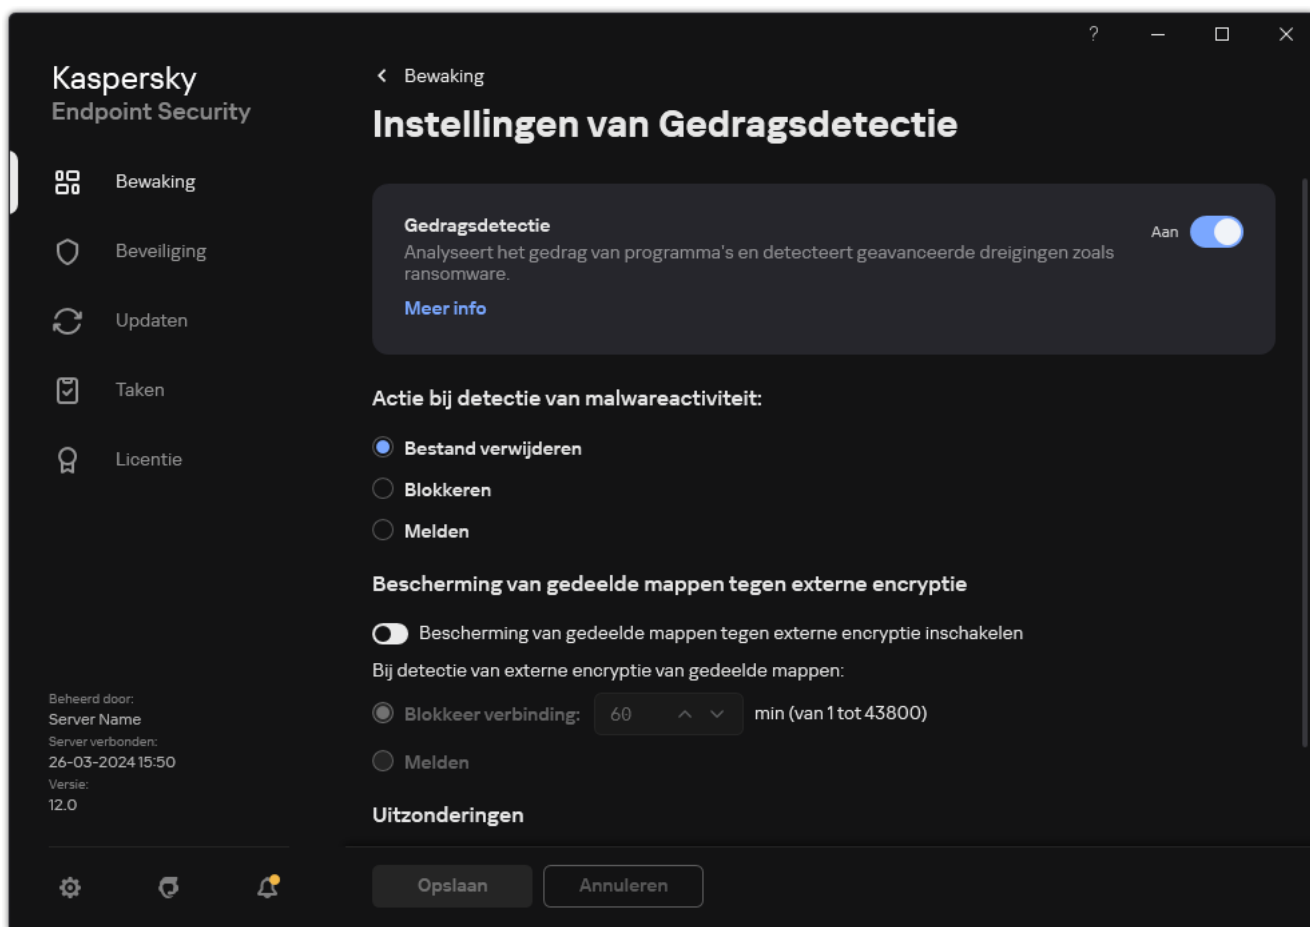 ?
Kaspersky
Endpoint Security
Bewaking
Beveiliging
Updaten
Taken
Licentie
Beheerd door:
Server Name
Server verbonden:
26-03-2024 15:50
Versie:
12.0
Bewaking
Instellingen van Gedragsdetectie
Gedragsdetectie
Aan
Analyseert het gedrag van programma's en detecteert geavanceerde dreigingen zoals
ransomware.
Meer info
Actie bij detectie van malwareactiviteit:
Bestand verwijderen
Blokkeren
Melden
Bescherming van gedeelde mappen tegen externe encryptie
Bescherming van gedeelde mappen tegen externe encryptie inschakelen
Bij detectie van externe encryptie van gedeelde mappen:
Blokkeer verbinding: 60 min (van 1 tot 43800)
Melden
Uitzonderingen
Opslaan Annuleren